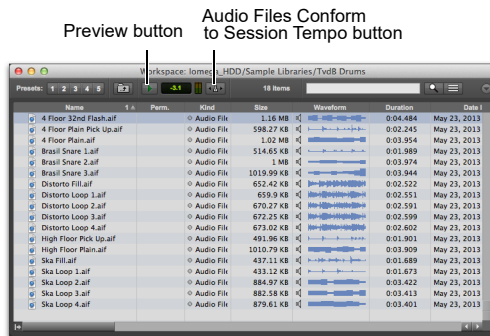 Preview button
Audio Files Conform
to Session Tempo button
Workspace: Iomega_HDD/Sample Libraries/TvdB Drums
Presets: 1 2 3 4 5 -3.1 18 items
Name 1 Perm. Kind Size Waveform Duration Date
4 Floor 32nd Flash.aif Audio File 1.16 MB 0:04.484 May 23, 2013
4 Floor Plain Pick Up.aif Audio File 598.27 KB 0:02.245 May 23, 2013
4 Floor Plain.aif Audio File 1.02 MB 0:03.954 May 23, 2013
Brasil Snare 1.aif Audio File 514.65 KB 0:01.989 May 23, 2013
Brasil Snare 2.aif Audio File 1 MB 0:03.974 May 23, 2013
Brasil Snare 3.aif Audio File 1019.99 KB 0:03.944 May 23, 2013
Distorto Fill.aif Audio File 652.42 KB 0:02.522 May 23, 2013
Distorto Loop 1.aif Audio File 659.9 KB 0:02.551 May 23, 2013
Distorto Loop 2.aif Audio File 670.27 KB 0:02.591 May 23, 2013
Distorto Loop 3.aif Audio File 672.25 KB 0:02.599 May 23, 2013
Distorto Loop 4.aif Audio File 673.02 KB 0:02.602 May 23, 2013
High Floor Pick Up.aif Audio File 491.96 KB 0:01.901 May 23, 2013
High Floor Plain.aif Audio File 1010.79 KB 0:03.909 May 23, 2013
Ska Fill.aif Audio File 437.11 KB 0:01.689 May 23, 2013
Ska Loop 1.aif Audio File 433.12 KB 0:01.673 May 23, 2013
Ska Loop 2.aif Audio File 884.97 KB 0:03.422 May 23, 2013
Ska Loop 3.aif Audio File 882.58 KB 0:03.413 May 23, 2013
Ska Loop 4.aif Audio File 879.61 KB 0:03.401 May 23, 2013